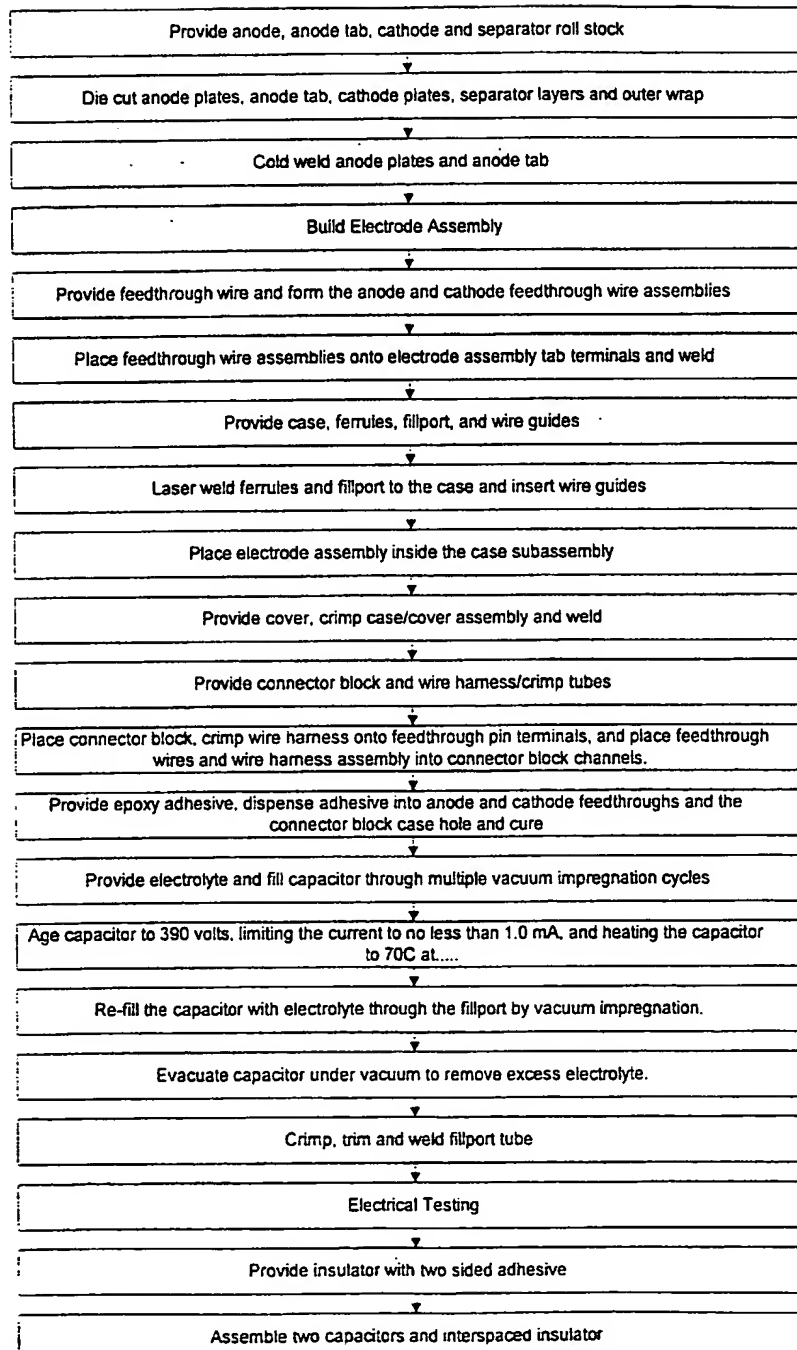 Provide anode, anode tab, cathode and separator roll stock
Die cut anode plates, anode tab, cathode plates, separator layers and outer wrap
Cold weld anode plates and anode tab
Build Electrode Assembly
Provide feedthrough wire and form the anode and cathode feedthrough wire assemblies
Place feedthrough wire assemblies onto electrode assembly tab terminals and weld
Provide case, ferrules, fillport, and wire guides
Laser weld ferrules and fillport to the case and insert wire guides
Place electrode assembly inside the case subassembly
Provide cover, crimp case/cover assembly and weld
Provide connector block and wire harness/crimp tubes
Place connector block, crimp wire harness onto feedthrough pin terminals, and place feedthrough
wires and wire harness assembly into connector block channels.
Provide epoxy adhesive, dispense adhesive into anode and cathode feedthroughs and the
connector block case hole and cure
Provide electrolyte and fill capacitor through multiple vacuum impregnation cycles
Age capacitor to 390 volts, limiting the current to no less than 1.0 mA, and heating the capacitor
to 70C at.....
Re-fill the capacitor with electrolyte through the fillport by vacuum impregnation.
Evacuate capacitor under vacuum to remove excess electrolyte.
Crimp, trim and weld fillport tube
Electrical Testing
Provide insulator with two sided adhesive
Assemble two capacitors and interspaced insulator